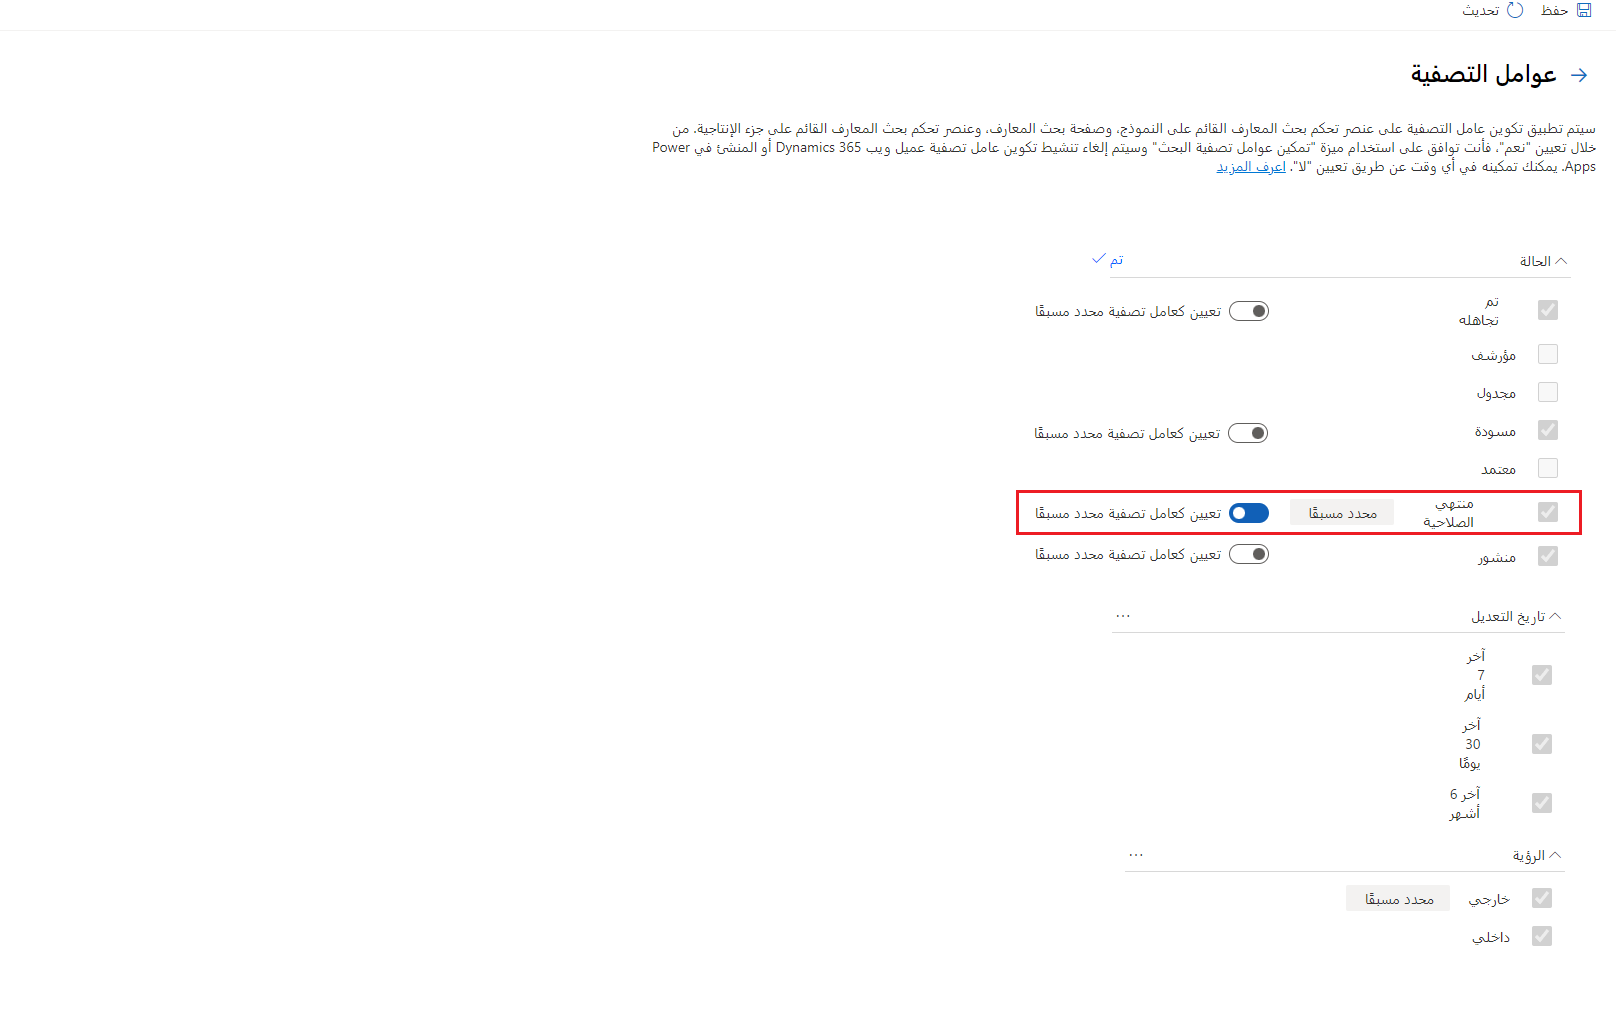 حفظ تحديث
عوامل التصفية
سيتم تطبيق تكوين عامل التصفية على عنصر تحكم بحث المعارف القائم على النموذج، وصفحة بحث المعارف، وعنصر تحكم بحث المعارف القائم على جزء الإنتاجية. من
خلال تعيين "نعم"، فأنت توافق على استخدام ميزة "تمكين عوامل تصفية البحث" وسيتم إلغاء تنشيط تكوين عامل تصفية عميل ويب Dynamics 365 أو المنشئ في Power
Apps. يمكنك تمكينه في أي وقت عن طريق تعيين "لا". اعرف المزيد
الحالة تم
تم
تجاهله
تعيين كعامل تصفية محدد مسبقًا
مؤرشف
مجدول
مسودة تعيين كعامل تصفية محدد مسبقًا
معتمد
منتهي
الصلاحية
محدد مسبقًا تعيين كعامل تصفية محدد مسبقًا
منشور تعيين كعامل تصفية محدد مسبقًا
تاريخ التعديل ...
آخر
7
أيام
آخر
30
يومًا
آخر 6
أشهر
الرؤية ...
خارجي محدد مسبقًا
داخلي